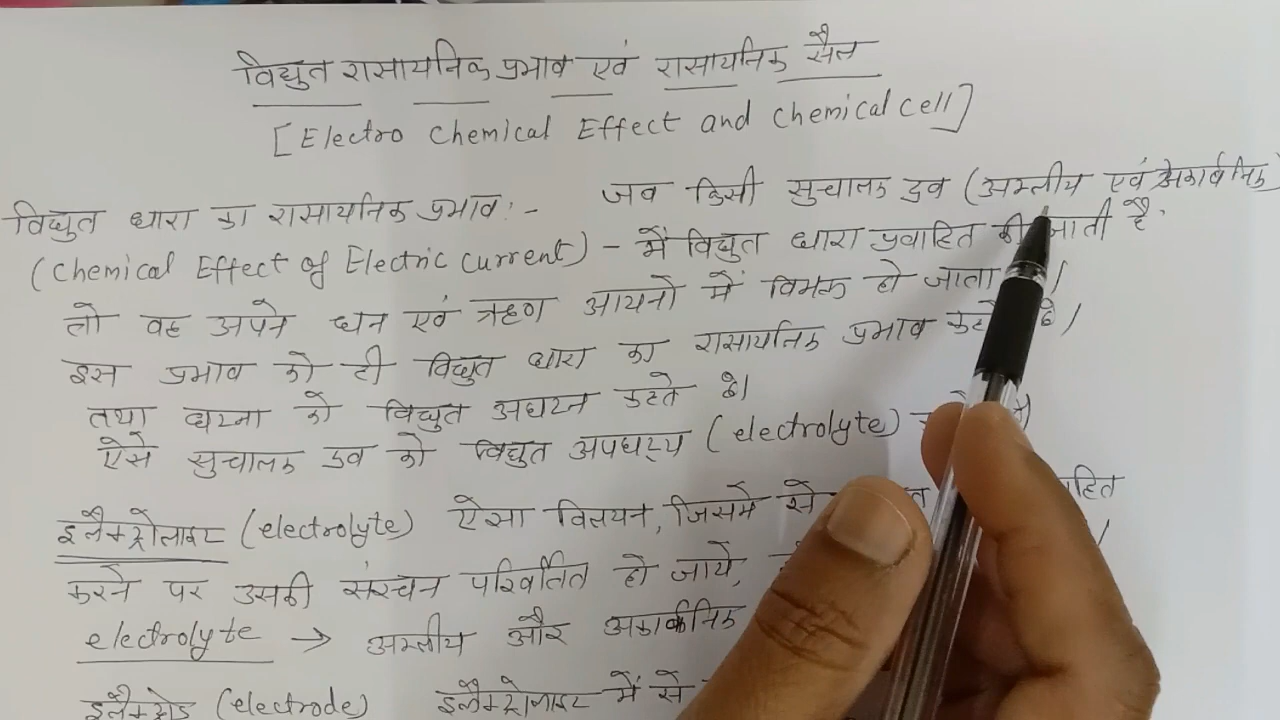 विद्युत रासायनिक प्रभाव एवं रासायनिक सैल
[Electro Chemical Effect and Chemical Cell]
विद्युत धारा का रासायनिक प्रभाव :- जब किसी सुचालक द्रव (अम्लीय एवं
(Chemical Effect of Electric Current) - में विद्युत धारा प्रवाहित की जाती है
तो वह अपने धन एवं ऋण आयनों में विभक्त हो जाता
इस प्रभाव को ही विद्युत धारा का रासायनिक प्रभाव
तथा घटना को विद्युत अघटन कहते है।
ऐसे सुचालक द्रव को विद्युत अपघट्य (electrolyte)
इलैक्ट्रोलाइट (electrolyte) ऐसा विलयन, जिसमें से
करने पर उसकी संरचन परिवर्तित हो जाये,
electrolyte → अम्लीय और अकार्बनिक
इलैक्ट्रोड (electrode) इलैक्ट्रोलाइट में से